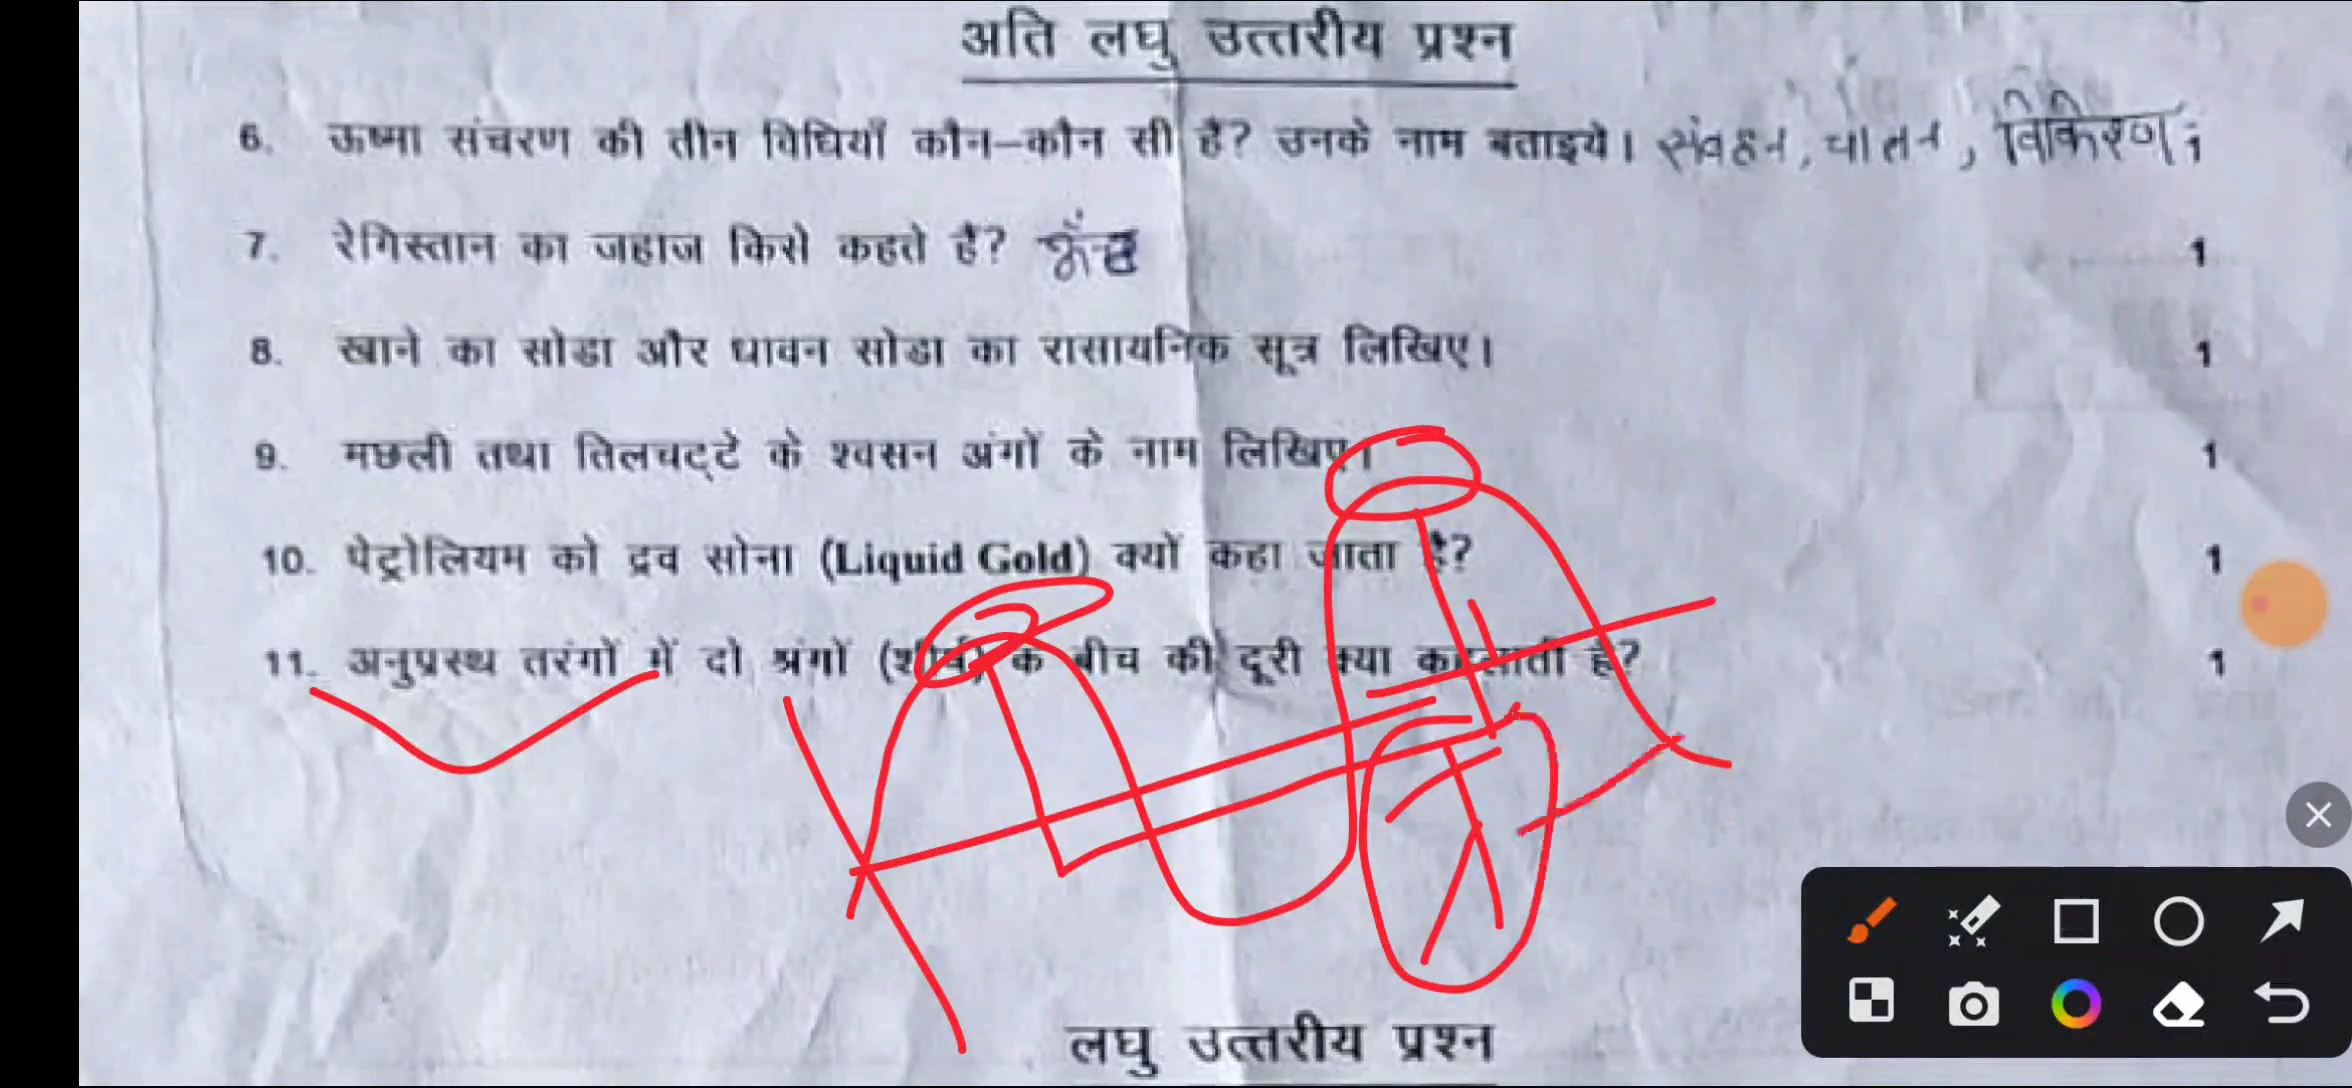 अति लघु उत्तरीय प्रश्न
6. ऊष्मा संचरण की तीन विधियाँ कौन–कौन सी हैं? उनके नाम बताइये। संवहन, चालन, विकिरण 1
7. रेगिस्तान का जहाज किसे कहते हैं? 1
8. खाने का सोडा और धावन सोडा का रासायनिक सूत्र लिखिए। 1
9. मछली तथा तिलचट्टे के श्वसन अंगों के नाम लिखिए। 1
10. पेट्रोलियम को द्रव सोना (Liquid Gold) क्यों कहा जाता है? 1
11. अनुप्रस्थ तरंगों में दो श्रंगों (शीर्ष) के बीच की दूरी क्या कहलाती है? 1
लघु उत्तरीय प्रश्न